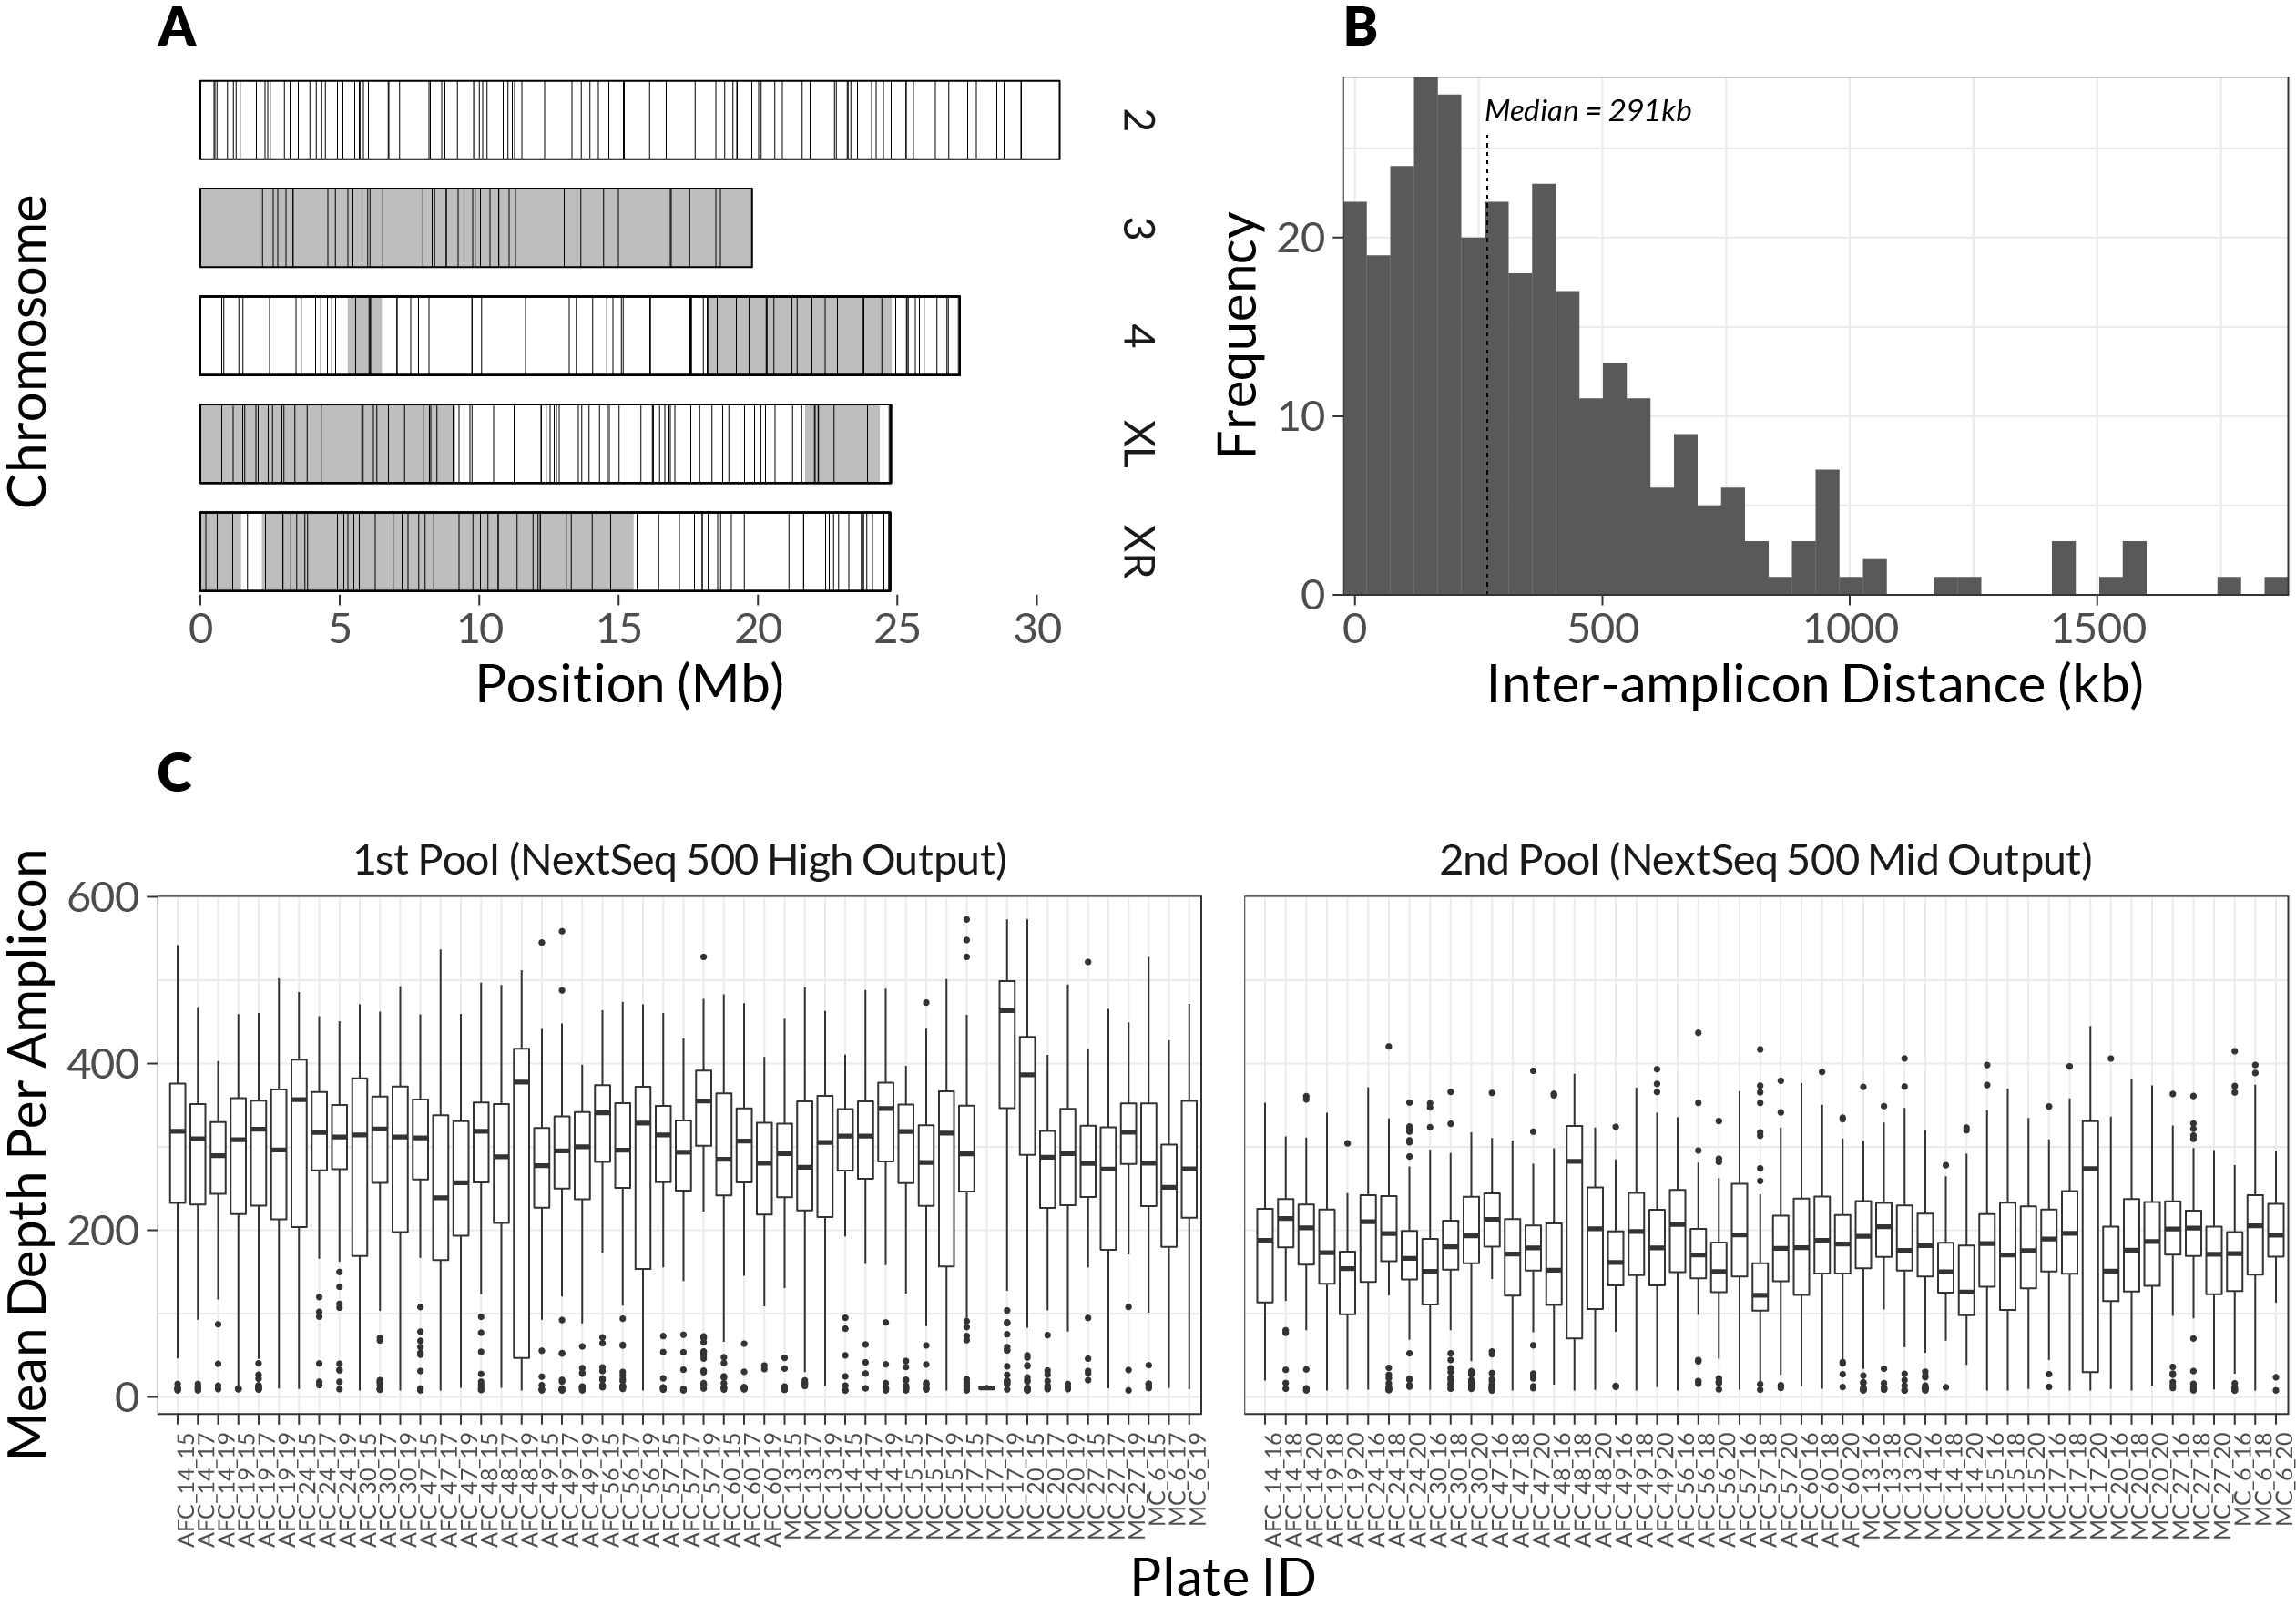 A
Chromosome
2
3
4
XL
XR
0 5 10 15 20 25 30
Position (Mb)
B
Median = 291kb
Frequency
20
10
0
0 500 1000 1500
Inter-amplicon Distance (kb)
C
Mean Depth Per Amplicon
1st Pool (NextSeq 500 High Output)
2nd Pool (NextSeq 500 Mid Output)
600
400
200
0
AFC_14_15
AFC_14_17
AFC_14_19
AFC_19_15
AFC_19_17
AFC_19_19
AFC_24_15
AFC_24_17
AFC_24_19
AFC_30_15
AFC_30_17
AFC_30_19
AFC_47_15
AFC_47_17
AFC_47_19
AFC_48_15
AFC_48_17
AFC_48_19
AFC_49_15
AFC_49_17
AFC_49_19
AFC_56_15
AFC_56_17
AFC_56_19
AFC_57_15
AFC_57_17
AFC_57_19
AFC_60_15
AFC_60_17
AFC_60_19
MC_13_15
MC_13_17
MC_13_19
MC_14_15
MC_14_17
MC_14_19
MC_15_15
MC_15_17
MC_15_19
MC_17_15
MC_17_17
MC_17_19
MC_20_15
MC_20_17
MC_20_19
MC_27_15
MC_27_17
MC_27_19
MC_6_15
MC_6_17
MC_6_19
AFC_14_16
AFC_14_18
AFC_14_20
AFC_19_18
AFC_19_20
AFC_24_16
AFC_24_18
AFC_24_20
AFC_30_16
AFC_30_18
AFC_30_20
AFC_47_16
AFC_47_18
AFC_47_20
AFC_48_16
AFC_48_18
AFC_48_20
AFC_49_16
AFC_49_18
AFC_49_20
AFC_56_16
AFC_56_18
AFC_56_20
AFC_57_16
AFC_57_18
AFC_57_20
AFC_60_16
AFC_60_18
AFC_60_20
MC_13_16
MC_13_18
MC_13_20
MC_14_16
MC_14_18
MC_14_20
MC_15_16
MC_15_18
MC_15_20
MC_17_16
MC_17_18
MC_17_20
MC_20_16
MC_20_18
MC_20_20
MC_27_16
MC_27_18
MC_27_20
MC_6_16
MC_6_18
MC_6_20
Plate ID